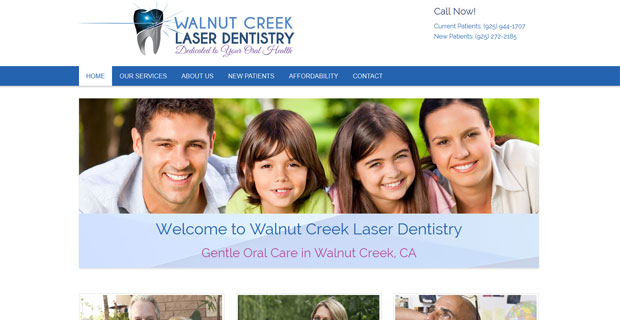 WALNUT CREEK
LASER DENTISTRY
Dedicated to Your Oral Health
Call Now!
Current Patients: (925) 944-1707
New Patients: (925) 272-2185
HOME OUR SERVICES ABOUT US NEW PATIENTS AFFORDABILITY CONTACT
Welcome to Walnut Creek Laser Dentistry
Gentle Oral Care in Walnut Creek, CA